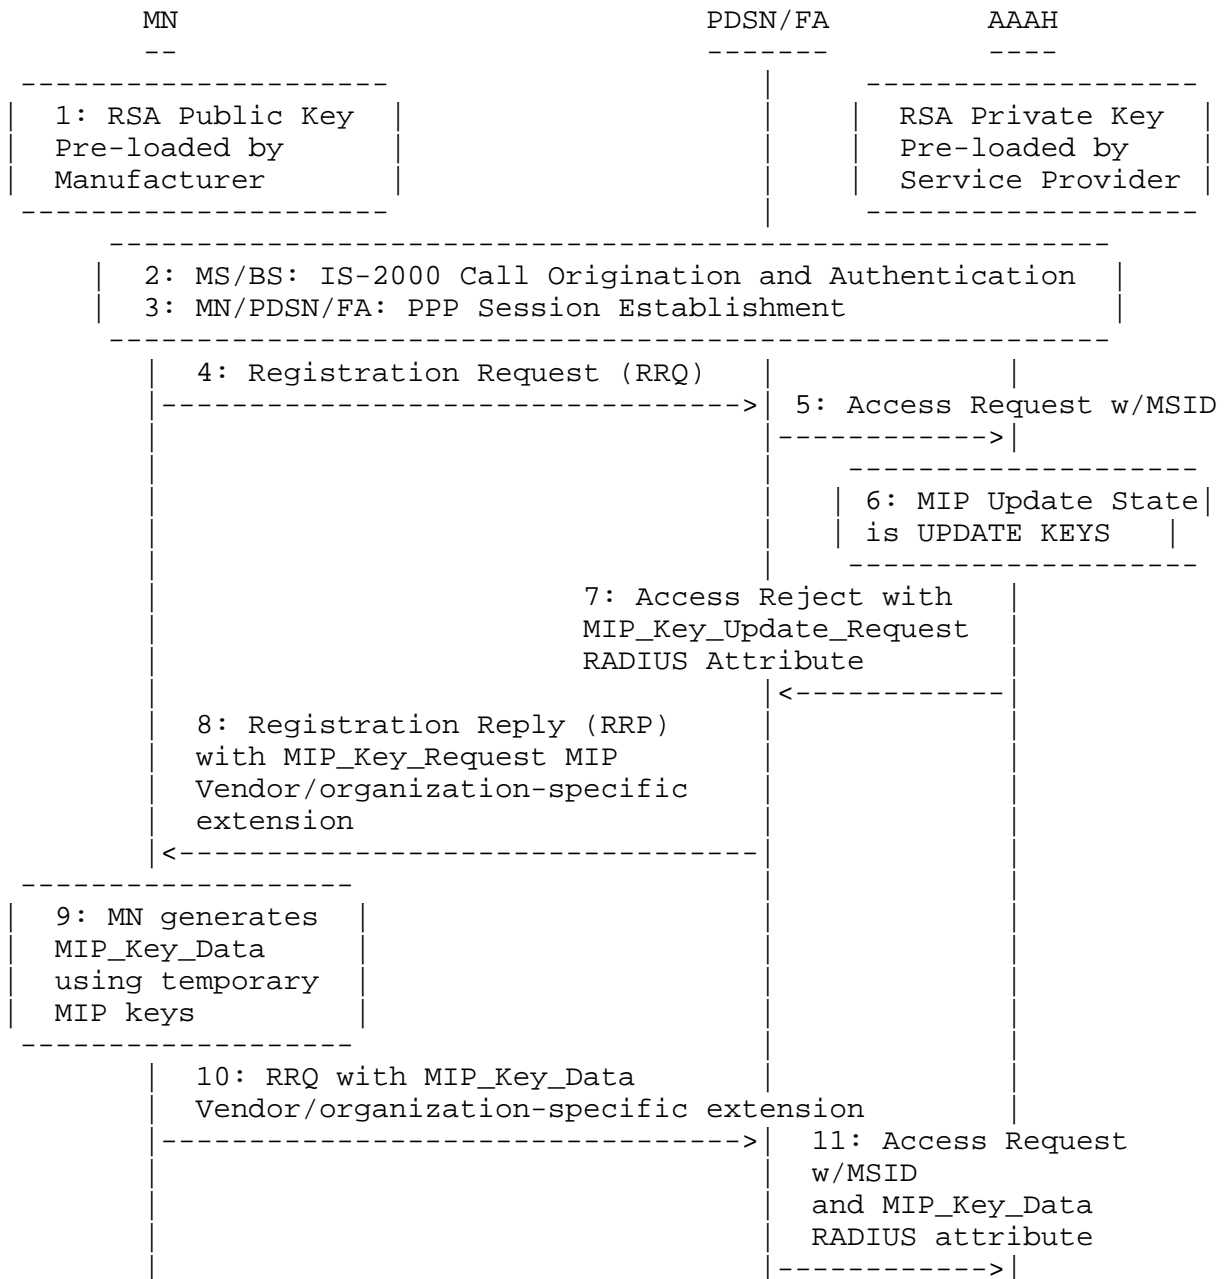 MN PDSN/FA AAAH
-- ------- ----
1: RSA Public Key RSA Private Key
Pre-loaded by Pre-loaded by
Manufacturer Service Provider
2: MS/BS: IS-2000 Call Origination and Authentication
3: MN/PDSN/FA: PPP Session Establishment
4: Registration Request (RRQ)
5: Access Request w/MSID
6: MIP Update State
is UPDATE KEYS
7: Access Reject with
MIP_Key_Update_Request
RADIUS Attribute
8: Registration Reply (RRP)
with MIP_Key_Request MIP
Vendor/organization-specific
extension
9: MN generates
MIP_Key_Data
using temporary
MIP keys
10: RRQ with MIP_Key_Data
Vendor/organization-specific extension
11: Access Request
w/MSID
and MIP_Key_Data
RADIUS attribute